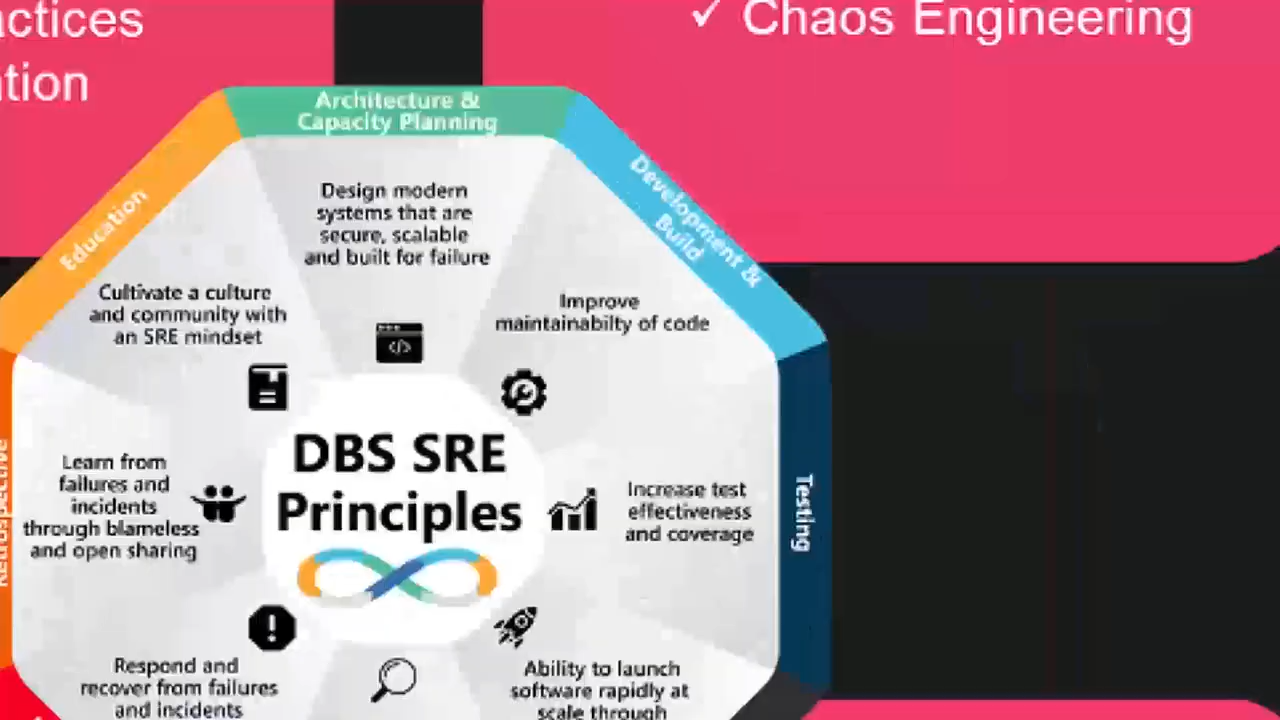 ✓ Chaos Engineering
Architecture &
Capacity Planning
Design modern
systems that are
secure, scalable
and built for failure
Development &
Build
Improve
maintainabilty of code
Testing
Increase test
effectiveness
and coverage
Ability to launch
software rapidly at
scale through
Respond and
recover from failures
and incidents
Retrospective
Learn from
failures and
incidents
through blameless
and open sharing
Education
Cultivate a culture
and community with
an SRE mindset
DBS SRE
Principles